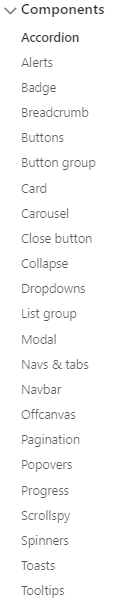 Components
Accordion
Alerts
Badge
Breadcrumb
Buttons
Button group
Card
Carousel
Close button
Collapse
Dropdowns
List group
Modal
Navs & tabs
Navbar
Offcanvas
Pagination
Popovers
Progress
Scrollspy
Spinners
Toasts
Tooltips